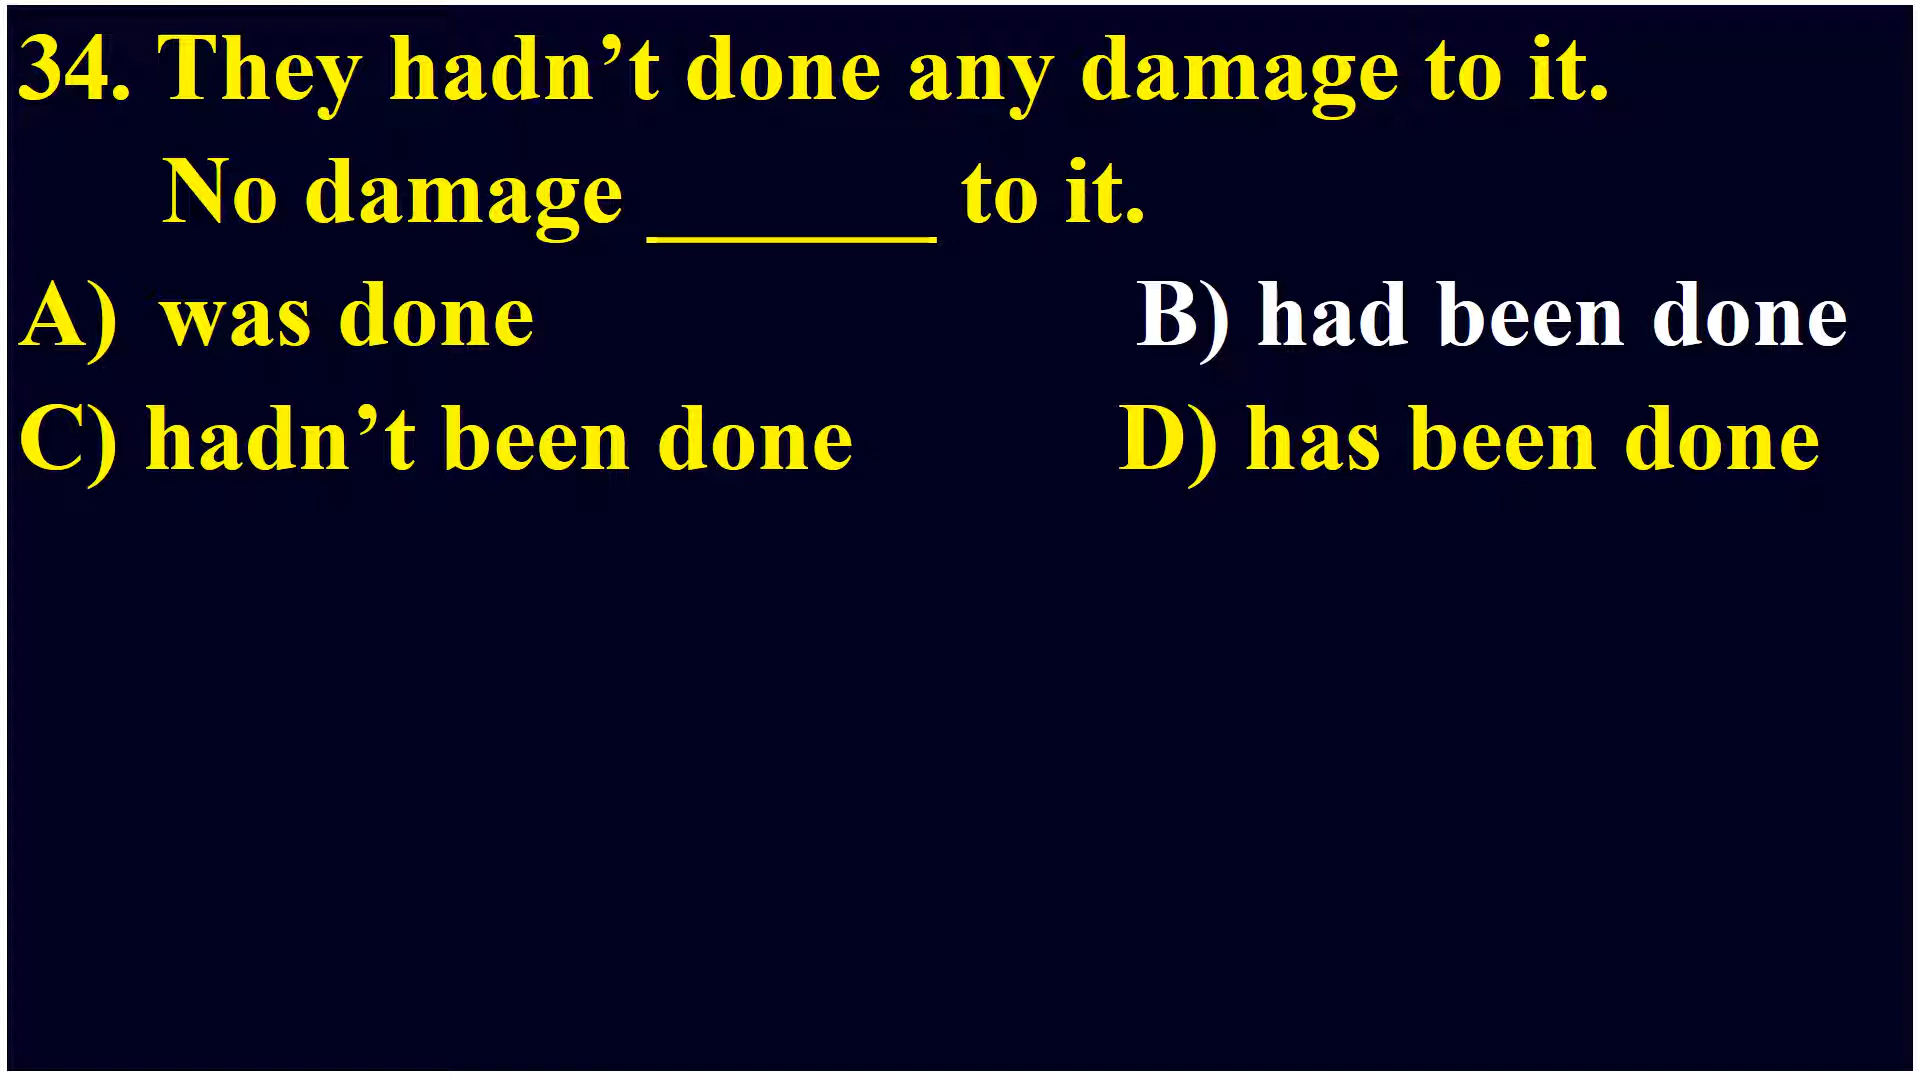 34. They hadn’t done any damage to it.
No damage ______ to it.
A) was done B) had been done
C) hadn’t been done D) has been done